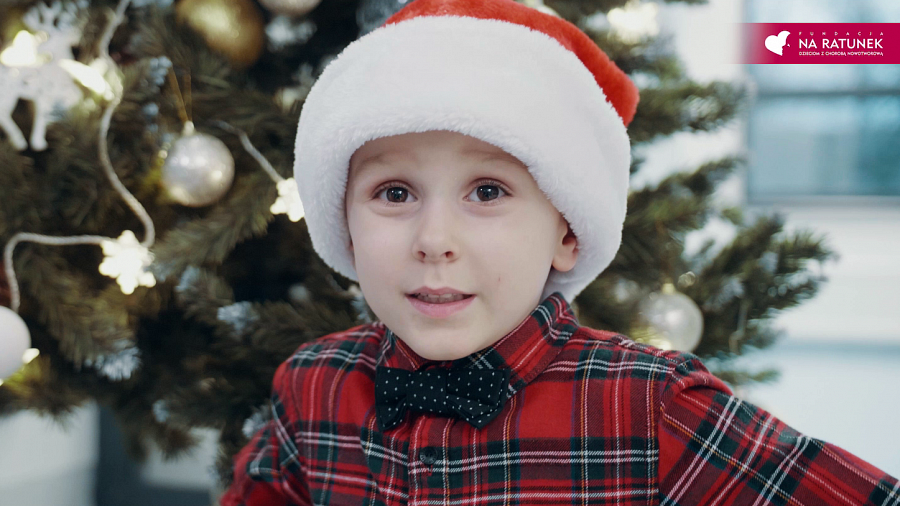 FUNDACJA
NA RATUNEK
DZIECIOM Z CHOROBĄ NOWOTWOROWĄ